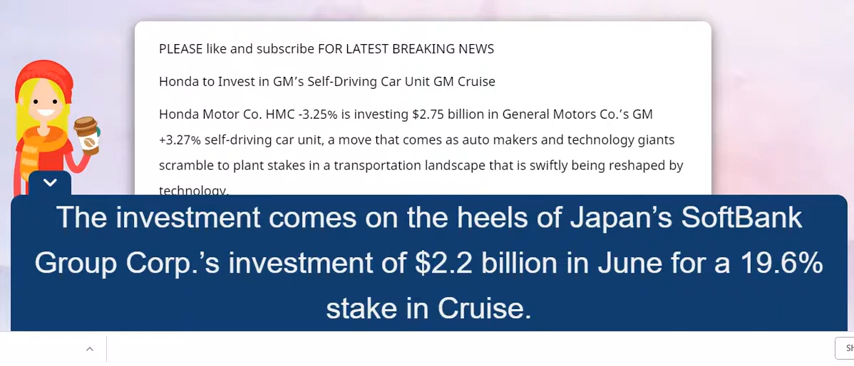 PLEASE like and subscribe FOR LATEST BREAKING NEWS
Honda to Invest in GM’s Self-Driving Car Unit GM Cruise
Honda Motor Co. HMC -3.25% is investing $2.75 billion in General Motors Co.’s GM
+3.27% self-driving car unit, a move that comes as auto makers and technology giants
scramble to plant stakes in a transportation landscape that is swiftly being reshaped by
technology.
The investment comes on the heels of Japan’s SoftBank
Group Corp.’s investment of $2.2 billion in June for a 19.6%
stake in Cruise.